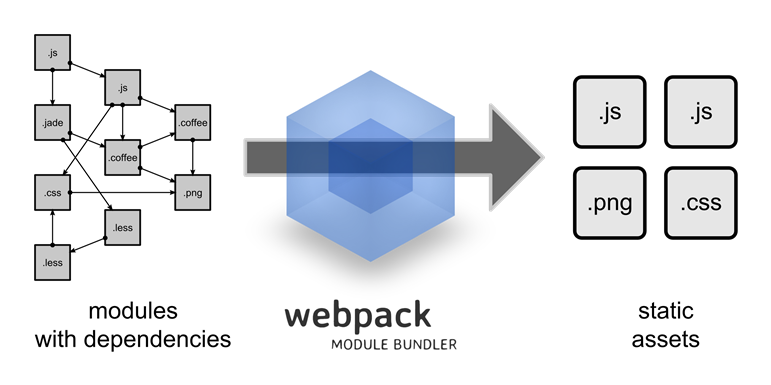 .js
.js
.jade
.coffee
.coffee
.css
.png
.less
.less
modules
with dependencies
webpack
MODULE BUNDLER
.js
.js
.png
.css
static
assets